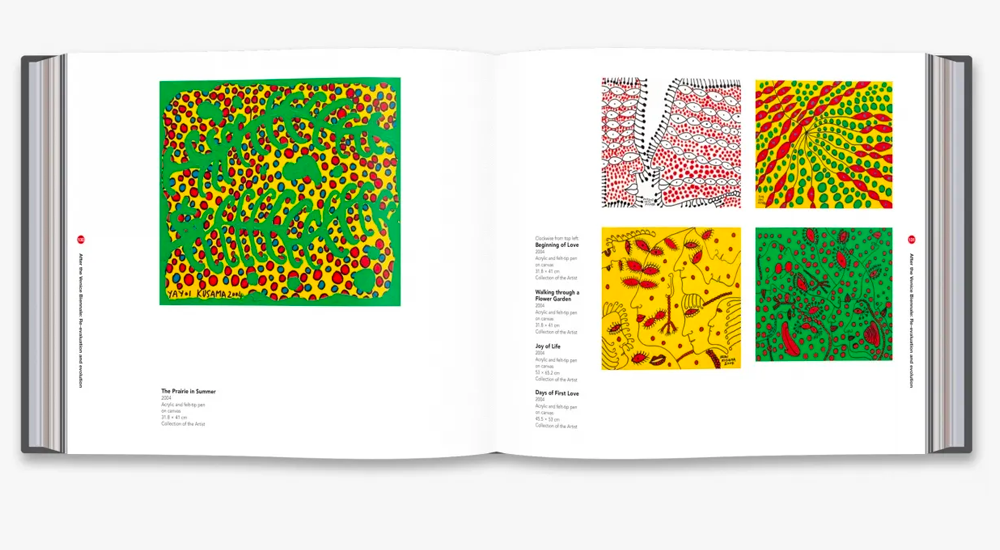 YAYOI KUSAMA 2004
The Prairie in Summer
2004
Acrylic and felt-tip pen
on canvas
31.8 × 41 cm
Collection of the Artist
After the Venice Biennale: Re-evaluation and evolution
Clockwise from top left:
Beginning of Love
2004
Acrylic and felt-tip pen
on canvas
31.8 × 41 cm
Collection of the Artist
Walking through a
Flower Garden
2004
Acrylic and felt-tip pen
on canvas
31.8 × 41 cm
Collection of the Artist
Joy of Life
2004
Acrylic and felt-tip pen
on canvas
53 × 45.2 cm
Collection of the Artist
Days of First Love
2004
Acrylic and felt-tip pen
on canvas
45.5 × 53 cm
Collection of the Artist
After the Venice Biennale: Re-evaluation and evolution